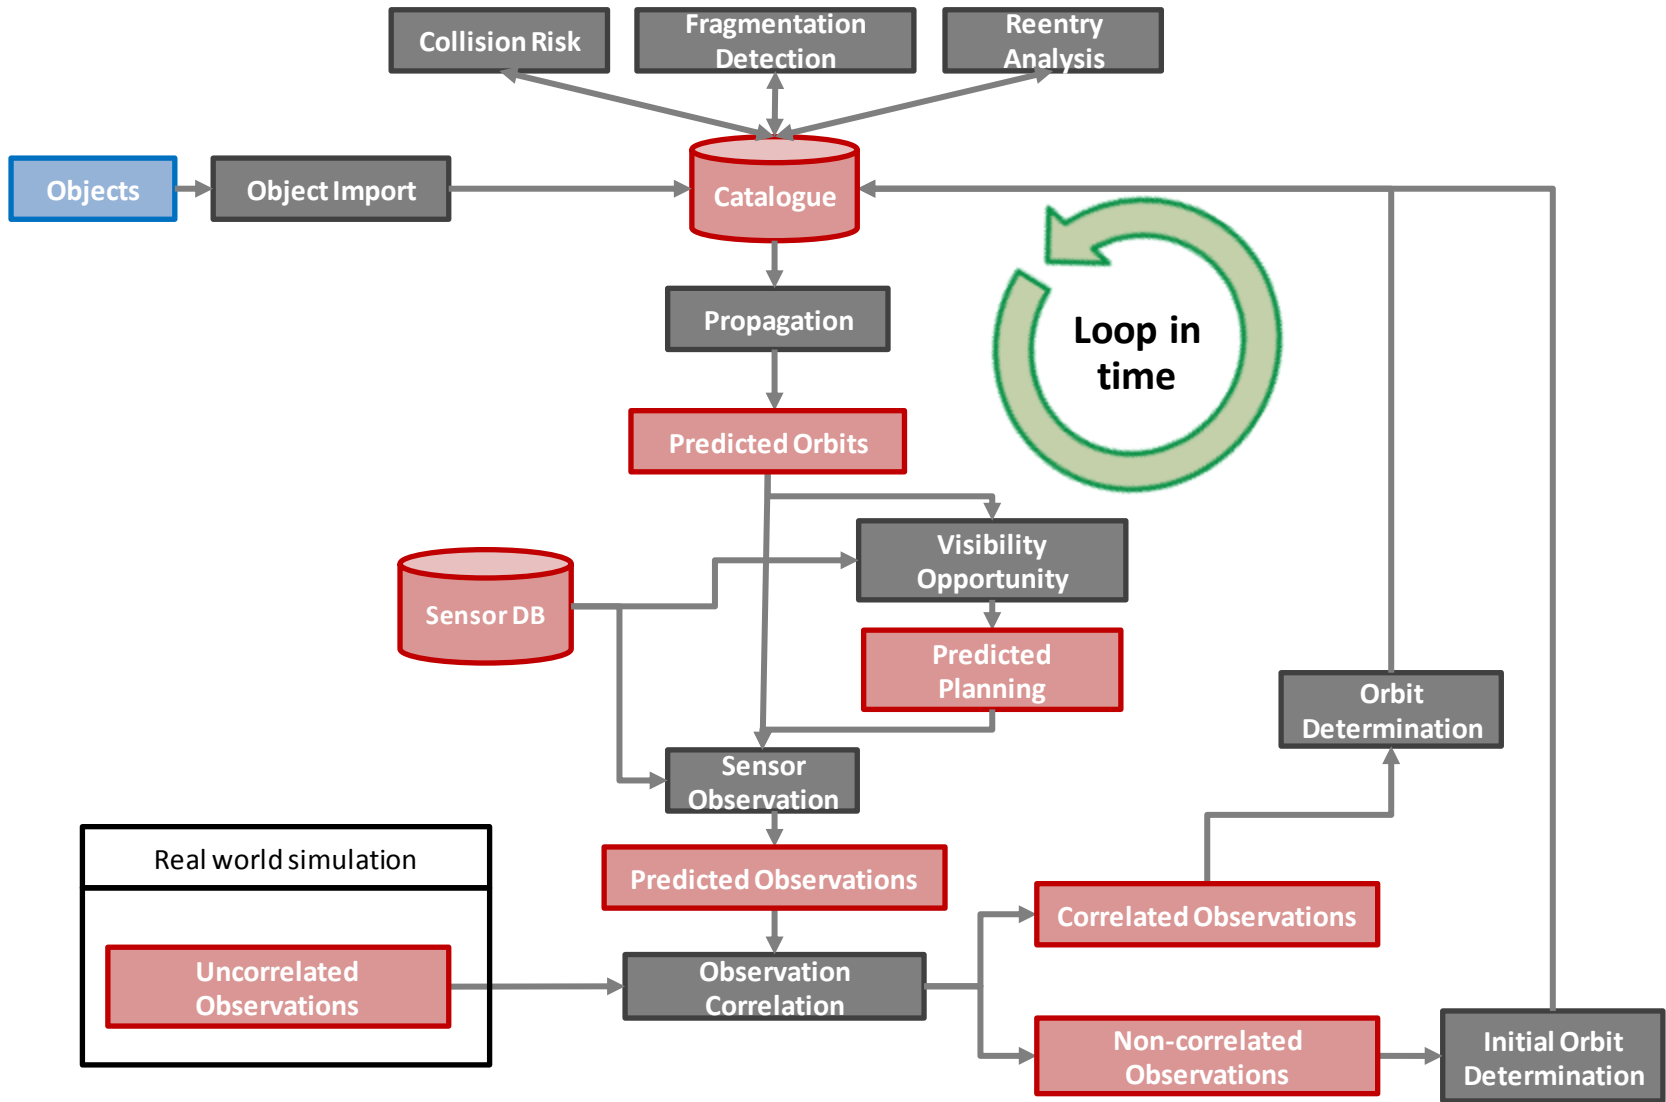 Collision Risk
Fragmentation
Detection
Reentry
Analysis
Objects
Object Import
Catalogue
Propagation
Loop in
time
Predicted Orbits
Visibility
Opportunity
Sensor DB
Predicted
Planning
Orbit
Determination
Sensor
Observation
Real world simulation
Predicted Observations
Correlated Observations
Uncorrelated
Observations
Observation
Correlation
Non-correlated
Observations
Initial Orbit
Determination